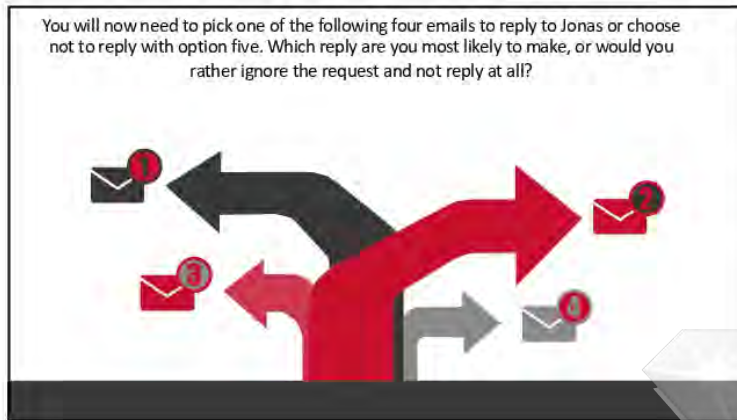 You will now need to pick one of the following four emails to reply to Jonas or choose
not to reply with option five. Which reply are you most likely to make, or would you
rather ignore the request and not reply at all?
1
2
3
4